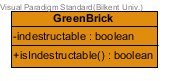 Visual Paradigm Standard(Bilkent Univ.)
GreenBrick
-indestructable : boolean
+isIndestructable() : boolean